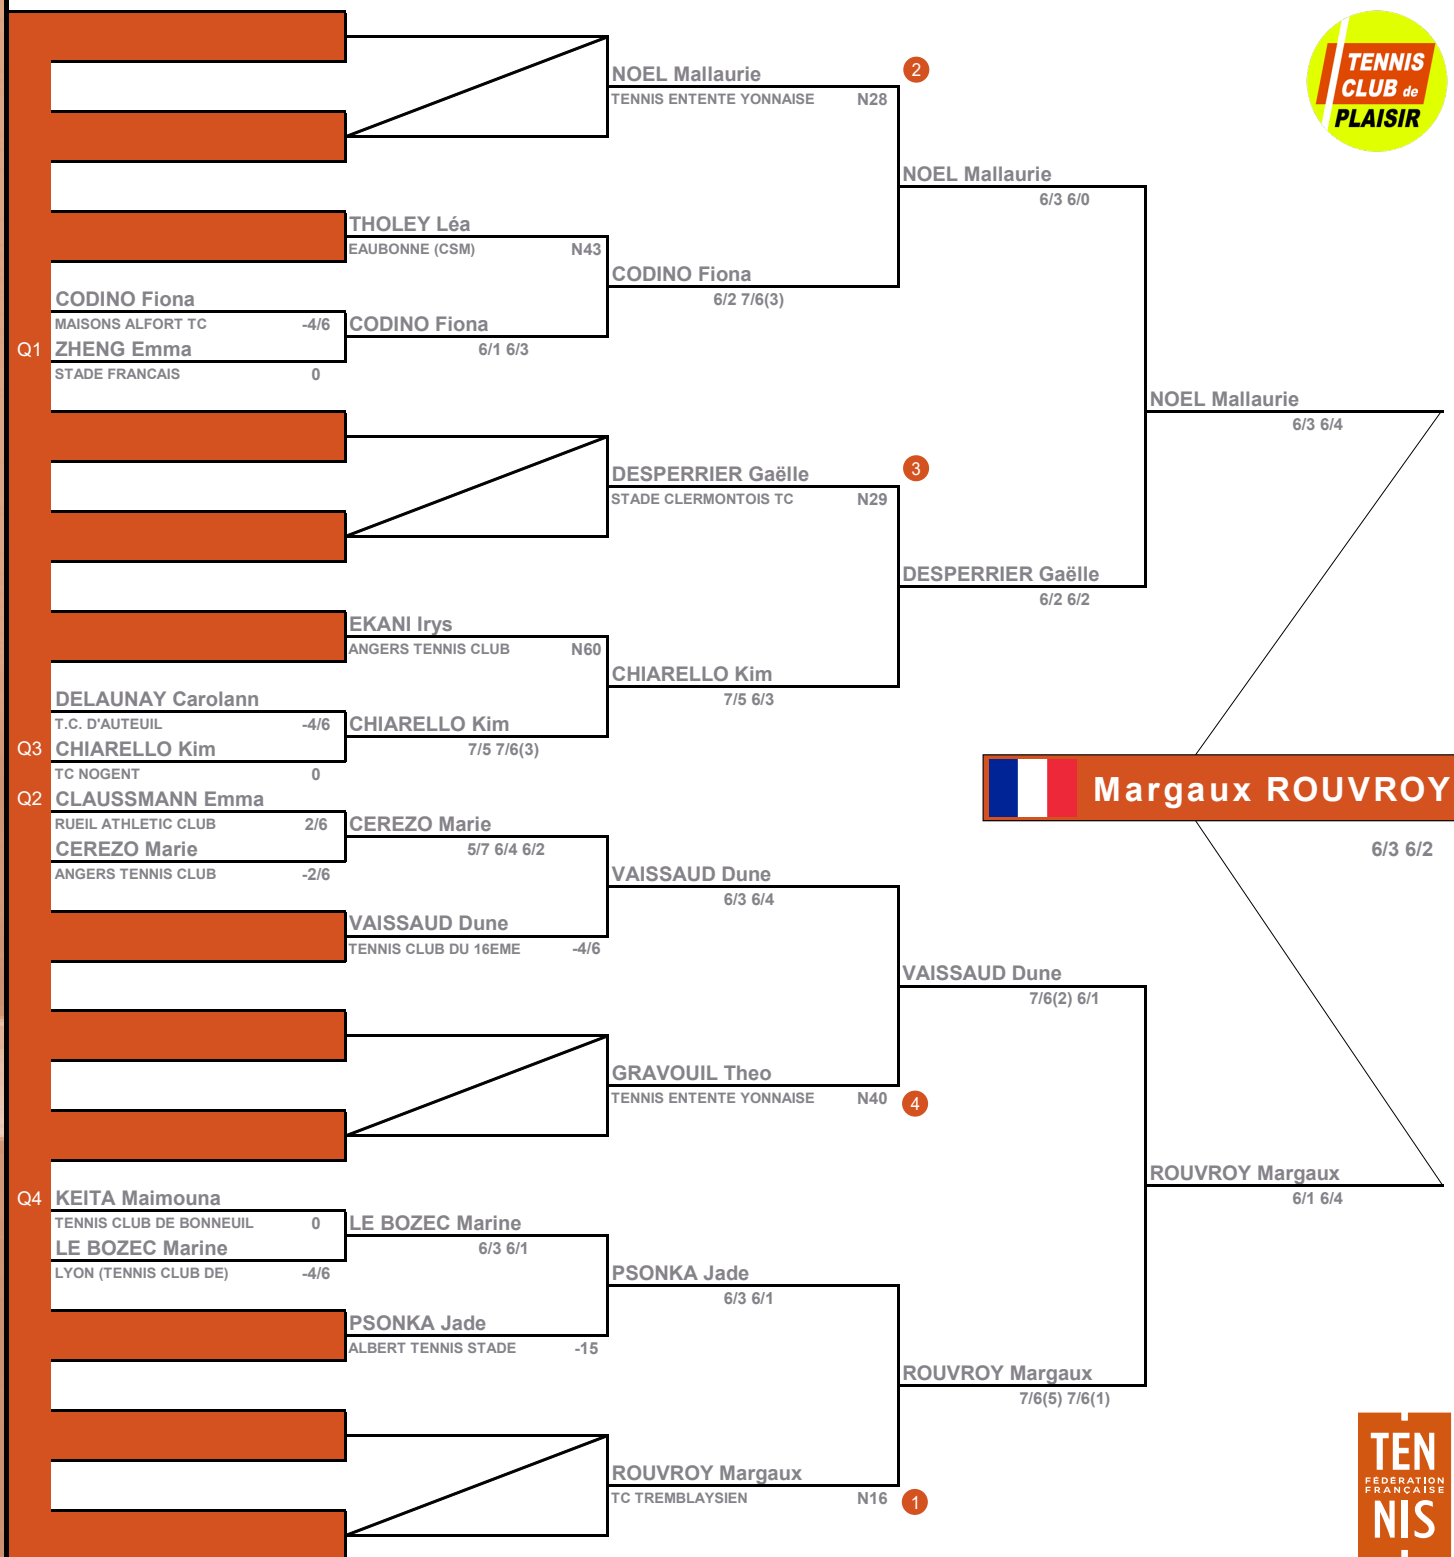 NOEL Mallaurie
2
TENNIS ENTENTE YONNAISE N28
TENNIS
CLUB de
PLAISIR
NOEL Mallaurie
6/3 6/0
THOLEY Léa
EAUBONNE (CSM) N43
CODINO Fiona
6/2 7/6(3)
CODINO Fiona
MAISONS ALFORT TC -4/6
CODINO Fiona
6/1 6/3
Q1 ZHENG Emma
STADE FRANCAIS 0
NOEL Mallaurie
6/3 6/4
DESPERRIER Gaëlle
3
STADE CLERMONTOIS TC N29
DESPERRIER Gaëlle
6/2 6/2
EKANI Irys
ANGERS TENNIS CLUB N60
CHIARELLO Kim
7/5 6/3
DELAUNAY Carolann
T.C. D'AUTEUIL -4/6
CHIARELLO Kim
7/5 7/6(3)
Q3 CHIARELLO Kim
TC NOGENT 0
Margaux ROUVROY
6/3 6/2
Q2 CLAUSSMANN Emma
RUEIL ATHLETIC CLUB 2/6
CEREZO Marie
5/7 6/4 6/2
CEREZO Marie
ANGERS TENNIS CLUB -2/6
VAISSAUD Dune
6/3 6/4
VAISSAUD Dune
TENNIS CLUB DU 16EME -4/6
VAISSAUD Dune
7/6(2) 6/1
GRAVOUIL Theo
TENNIS ENTENTE YONNAISE N40
4
ROUVROY Margaux
6/1 6/4
Q4 KEITA Maimouna
TENNIS CLUB DE BONNEUIL 0
LE BOZEC Marine
6/3 6/1
LE BOZEC Marine
LYON (TENNIS CLUB DE) -4/6
PSONKA Jade
6/3 6/1
PSONKA Jade
ALBERT TENNIS STADE -15
ROUVROY Margaux
7/6(5) 7/6(1)
ROUVROY Margaux
TC TREMBLAYSIEN N16
1
TEN
FÉDÉRATION
FRANÇAISE
NIS